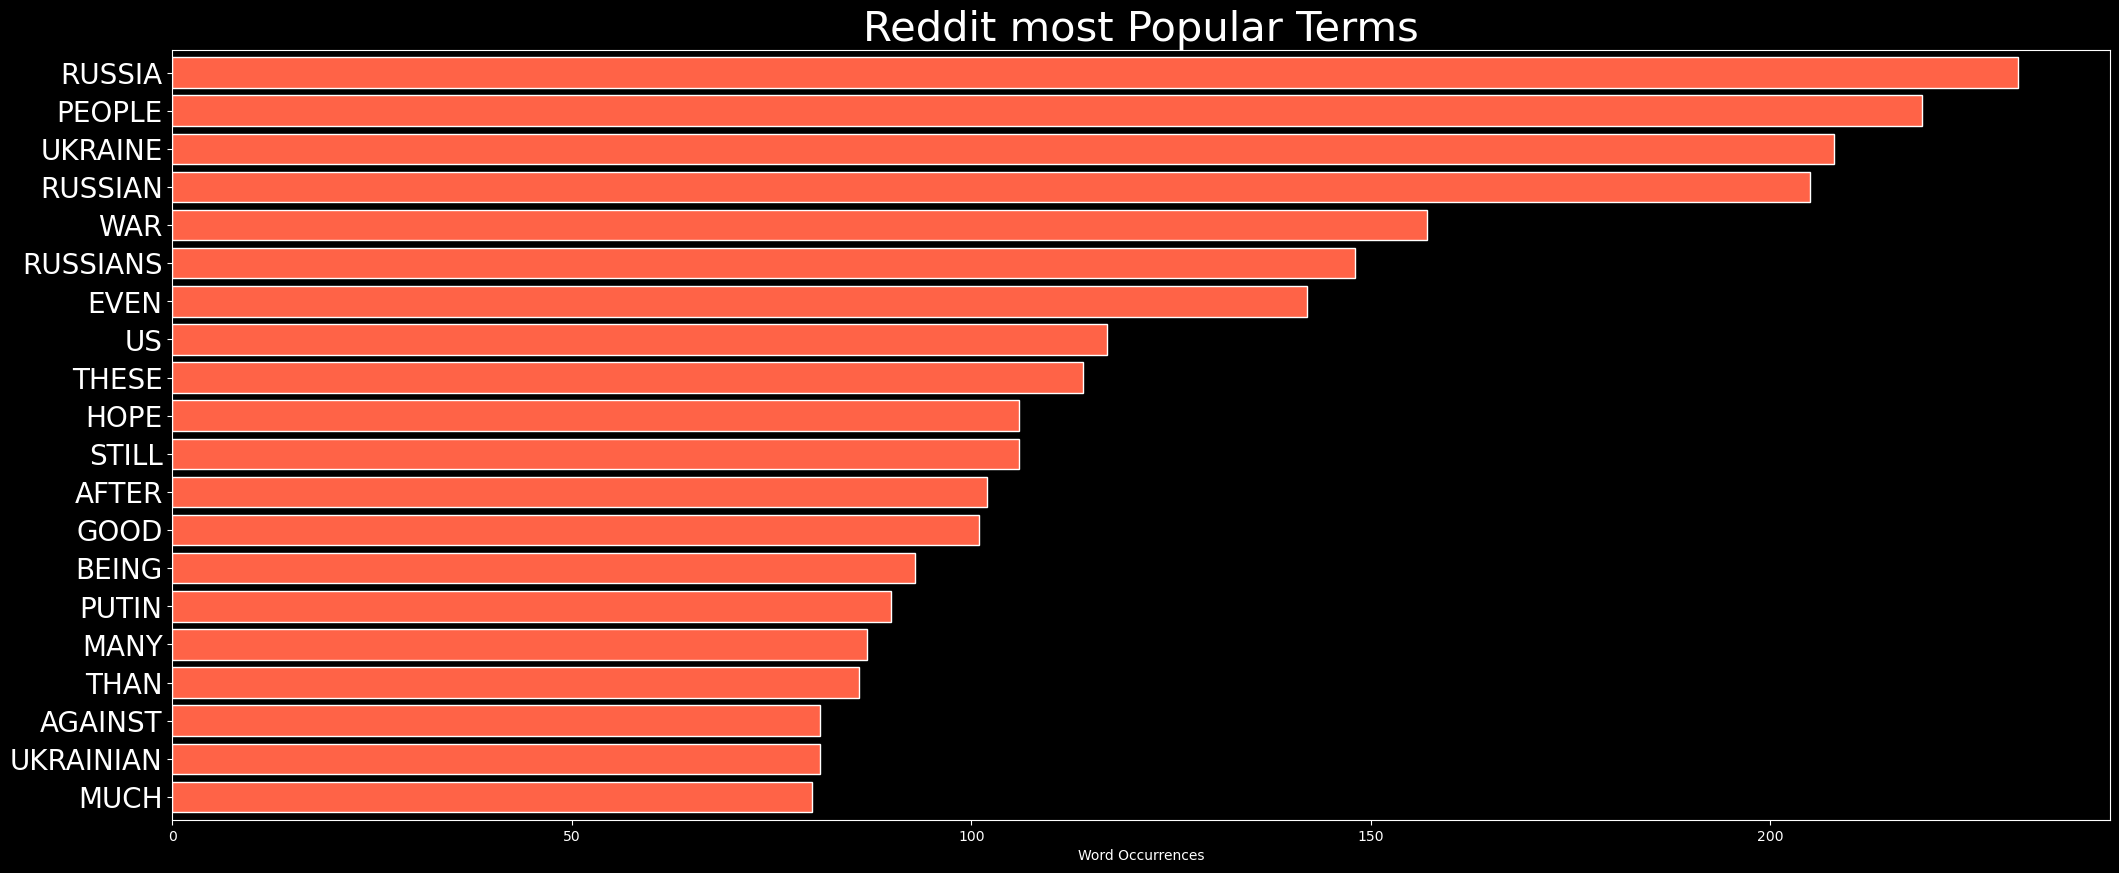 Reddit most Popular Terms
RUSSIA
PEOPLE
UKRAINE
RUSSIAN
WAR
RUSSIANS
EVEN
US
THESE
HOPE
STILL
AFTER
GOOD
BEING
PUTIN
MANY
THAN
AGAINST
UKRAINIAN
MUCH
0 50 100 150 200
Word Occurrences